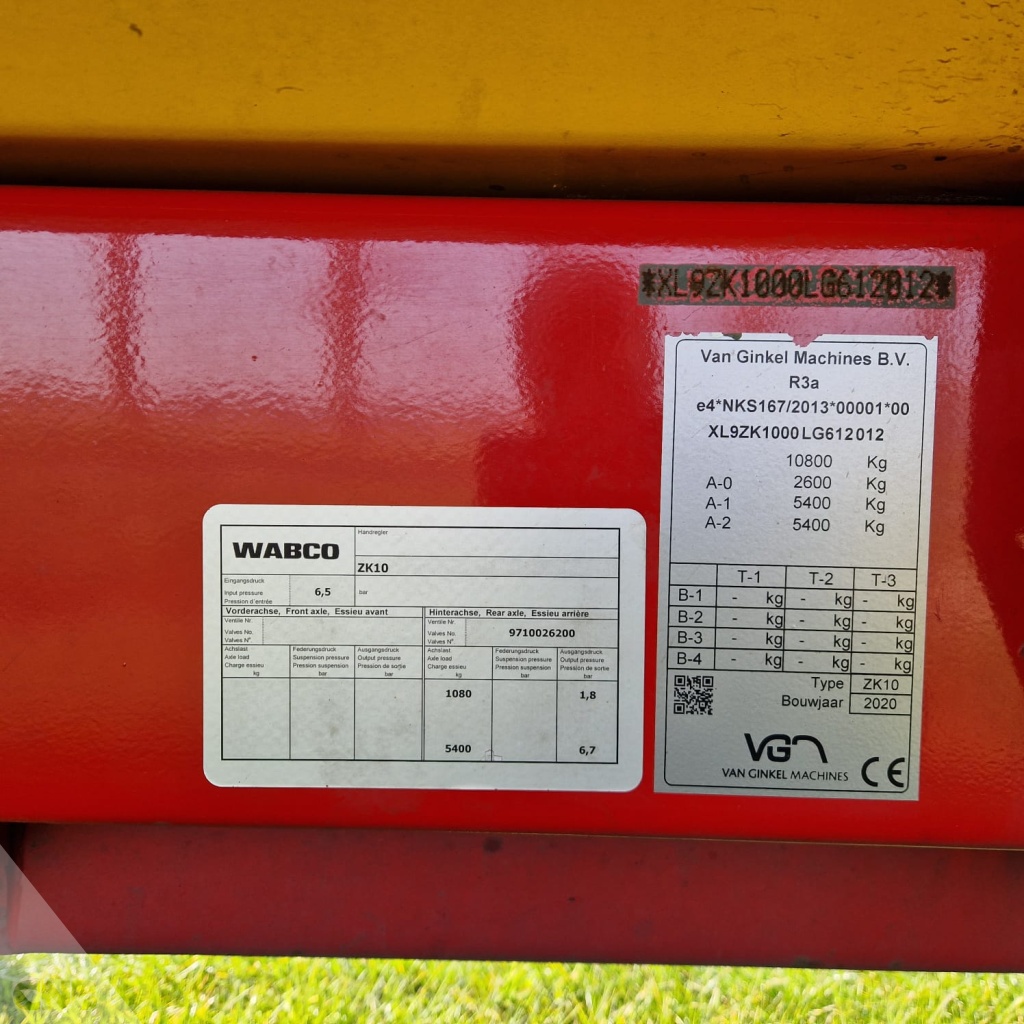 *XL9ZK1000LG612012*
Van Ginkel Machines B.V.
R3a
e4*NKS167/2013*00001*00
XL9ZK1000LG612012
10800 Kg
A-0 2600 Kg
A-1 5400 Kg
A-2 5400 Kg
T-1 T-2 T-3
B-1 - kg - kg - kg
B-2 - kg - kg - kg
B-3 - kg - kg - kg
B-4 - kg - kg - kg
Type ZK10
Bouwjaar 2020
VGM
VAN GINKEL MACHINES
CE
WABCO
Handregler
ZK10
Eingangsdruck
Input pressure 6,5 bar
Pression d'entrée
Vorderachse, Front axle, Essieu avant Hinterachse, Rear axle, Essieu arrière
Ventile Nr. Ventile Nr.
Valves No. Valves No. 9710026200
Valves N° Valves N°
Achslast Federungsdruck Ausgangsdruck Achslast Federungsdruck Ausgangsdruck
Axle load Suspension pressure Output pressure Axle load Suspension pressure Output pressure
Charge essieu Pression suspension Pression de sortie Charge essieu Pression suspension Pression de sortie
kg bar bar kg bar bar
1080 1,8
5400 6,7